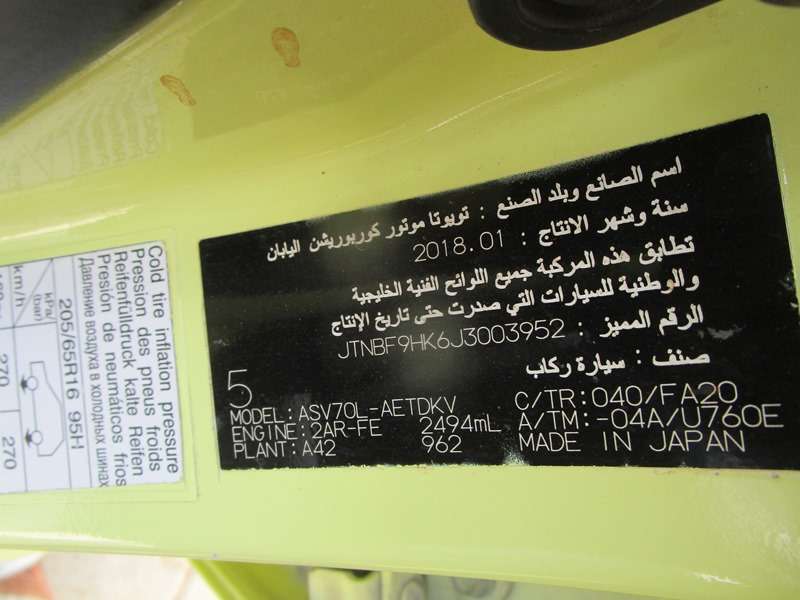 اسم الصانع وبلد الصنع : تويوتا موتور كوربوريشن اليابان
سنة وشهر الانتاج : 2018.01
تطابق هذه المركبة جميع اللوائح الفنية الخليجية
والوطنية للسيارات التي صدرت حتى تاريخ الإنتاج
الرقم المميز : JTNBF9HK6J3003952
صنف : سيارة ركاب
5
MODEL:ASV70L-AETDKV C/TR:040/FA20
ENGINE:2AR-FE 2494mL A/TM:-04A/U760E
PLANT:A42 962 MADE IN JAPAN
Cold tire inflation pressure
Pression des pneus froids
Reifenfülldruck kalte Reifen
Presión de neumáticos frios
Давление воздуха в холодных шинах
205/65R16 95H
kPa
(bar)
km/h
270
270